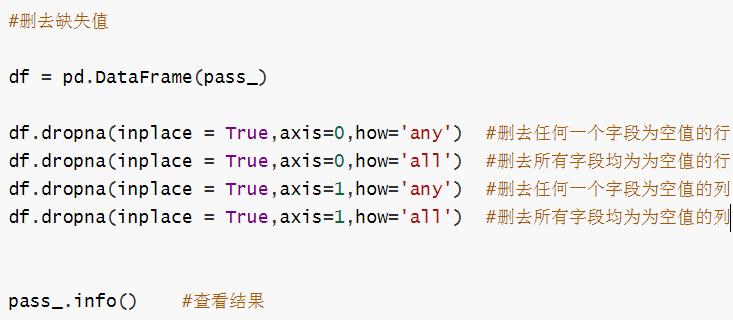 #删去缺失值
df = pd.DataFrame(pass_)
df.dropna(inplace = True,axis=0,how='any')  #删去任何一个字段为空值的行
df.dropna(inplace = True,axis=0,how='all')  #删去所有字段均为为空值的行
df.dropna(inplace = True,axis=1,how='any')  #删去任何一个字段为空值的列
df.dropna(inplace = True,axis=1,how='all')  #删去所有字段均为为空值的列
pass_.info()    #查看结果